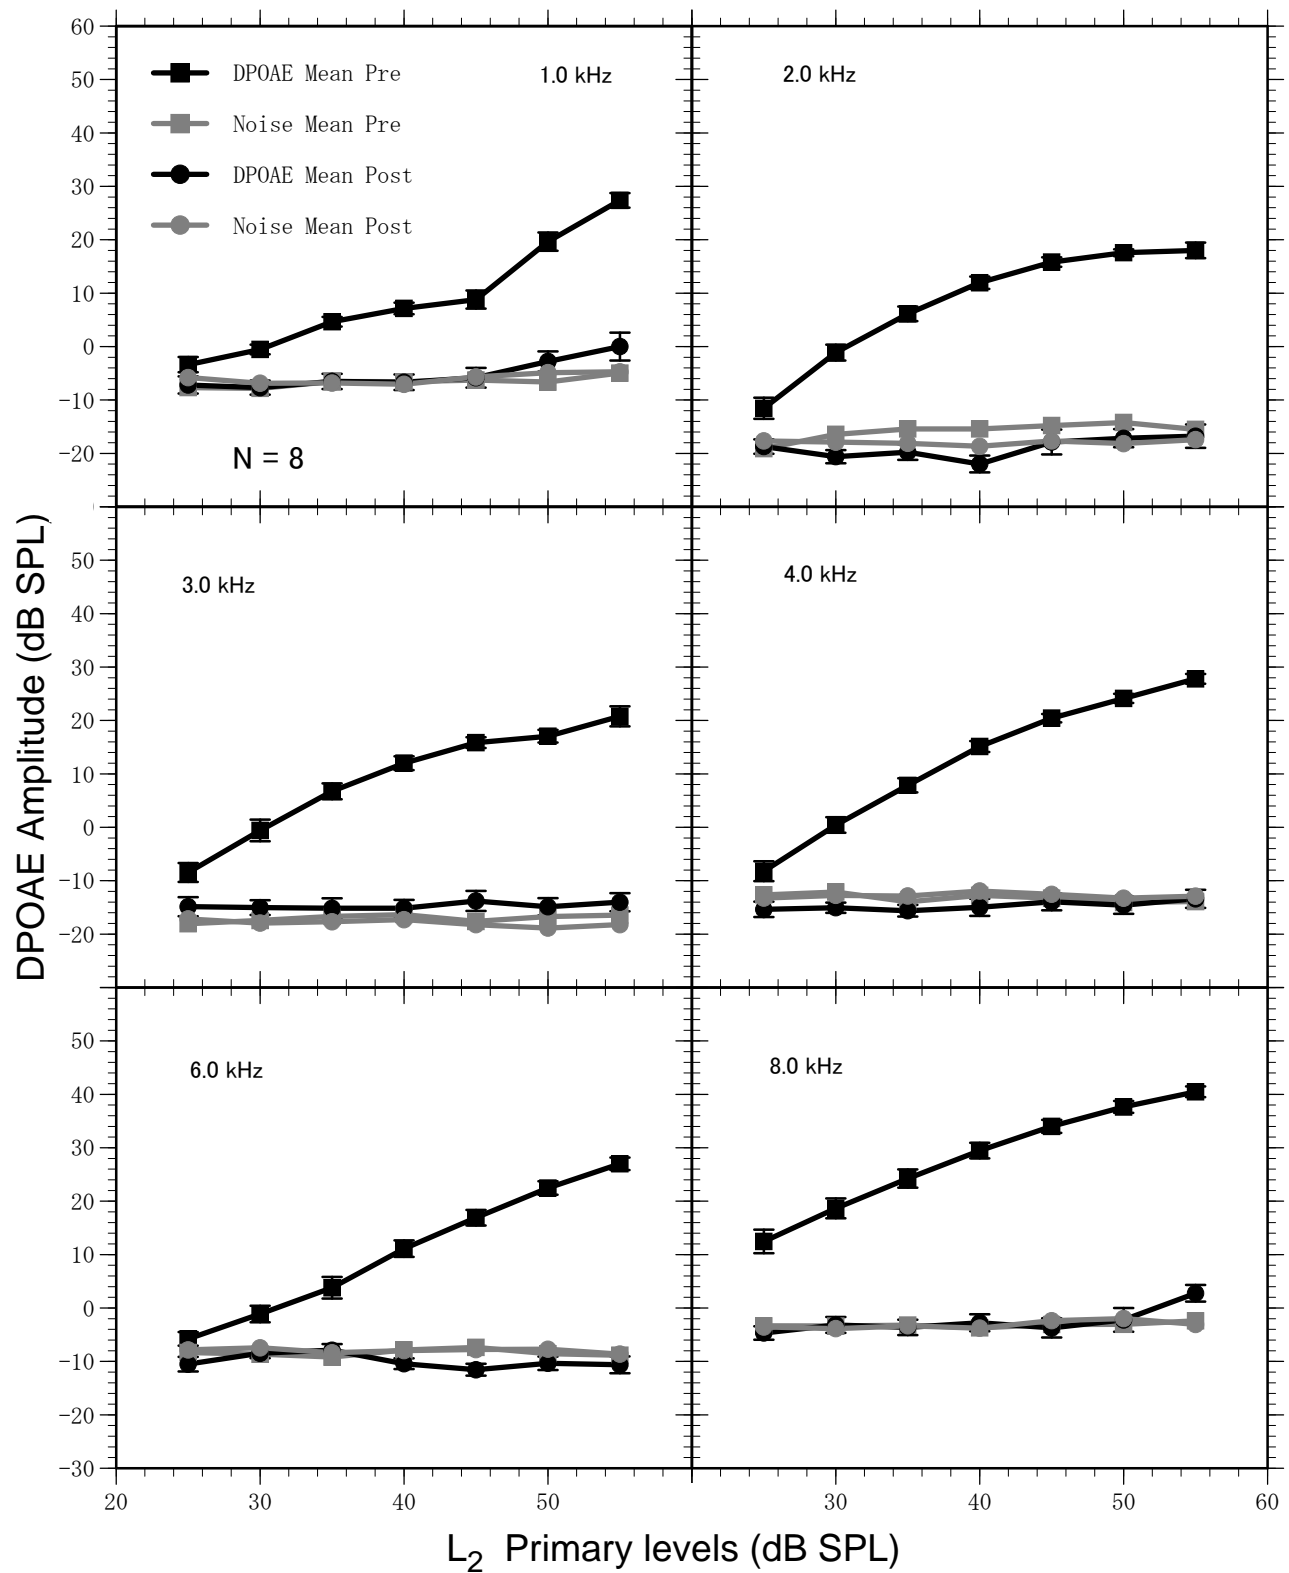 60
50
40
30
20
10
0
-10
-20
DPOAE Mean Pre
Noise Mean Pre
DPOAE Mean Post
Noise Mean Post
1.0 kHz
N = 8
2.0 kHz
DPOAE Amplitude (dB SPL)
50
40
30
20
10
0
-10
-20
3.0 kHz
4.0 kHz
50
40
30
20
10
0
-10
-20
-30
6.0 kHz
8.0 kHz
20 30 40 50 30 40 50 60
L2 Primary levels (dB SPL)